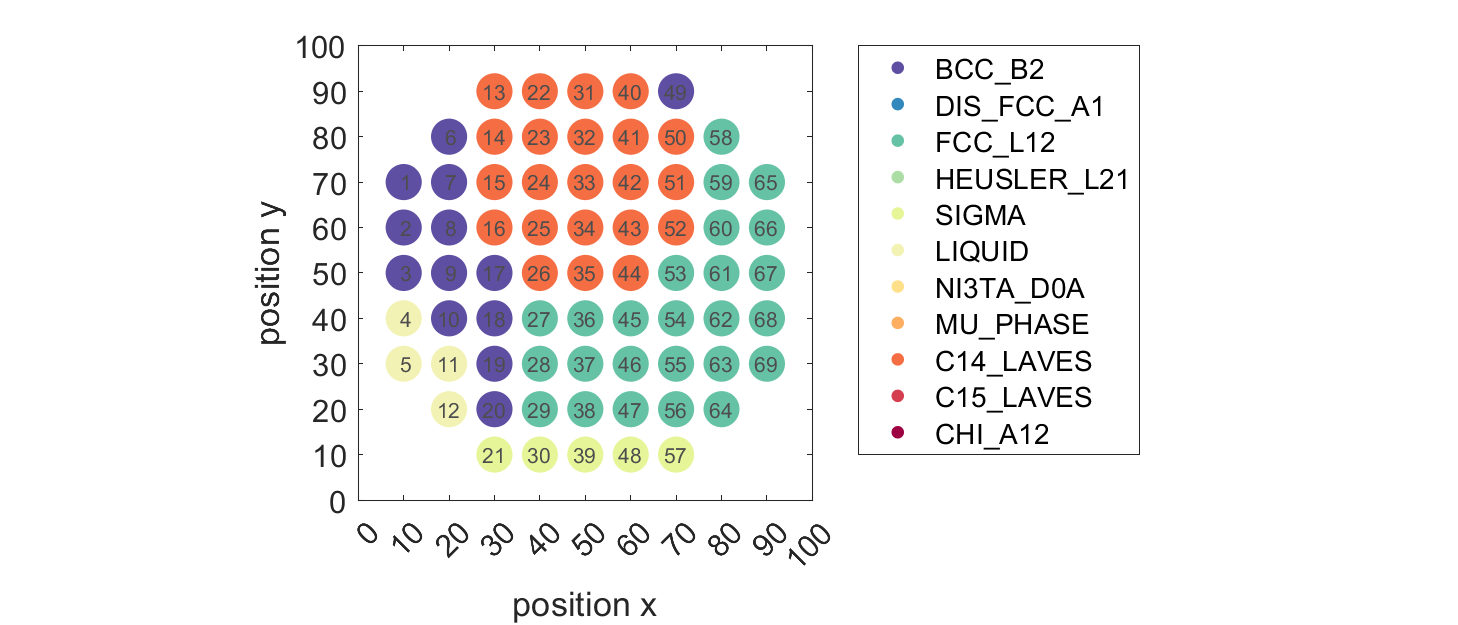 100
90
80
70
60
50
40
30
20
10
0
position y
13 22 31 40 49
6 14 23 32 41 50 58
1 7 15 24 33 42 51 59 65
2 8 16 25 34 43 52 60 66
3 9 17 26 35 44 53 61 67
4 10 18 27 36 45 54 62 68
5 11 19 28 37 46 55 63 69
12 20 29 38 47 56 64
21 30 39 48 57
0 10 20 30 40 50 60 70 80 90 100
position x
BCC_B2
DIS_FCC_A1
FCC_L12
HEUSLER_L21
SIGMA
LIQUID
NI3TA_D0A
MU_PHASE
C14_LAVES
C15_LAVES
CHI_A12